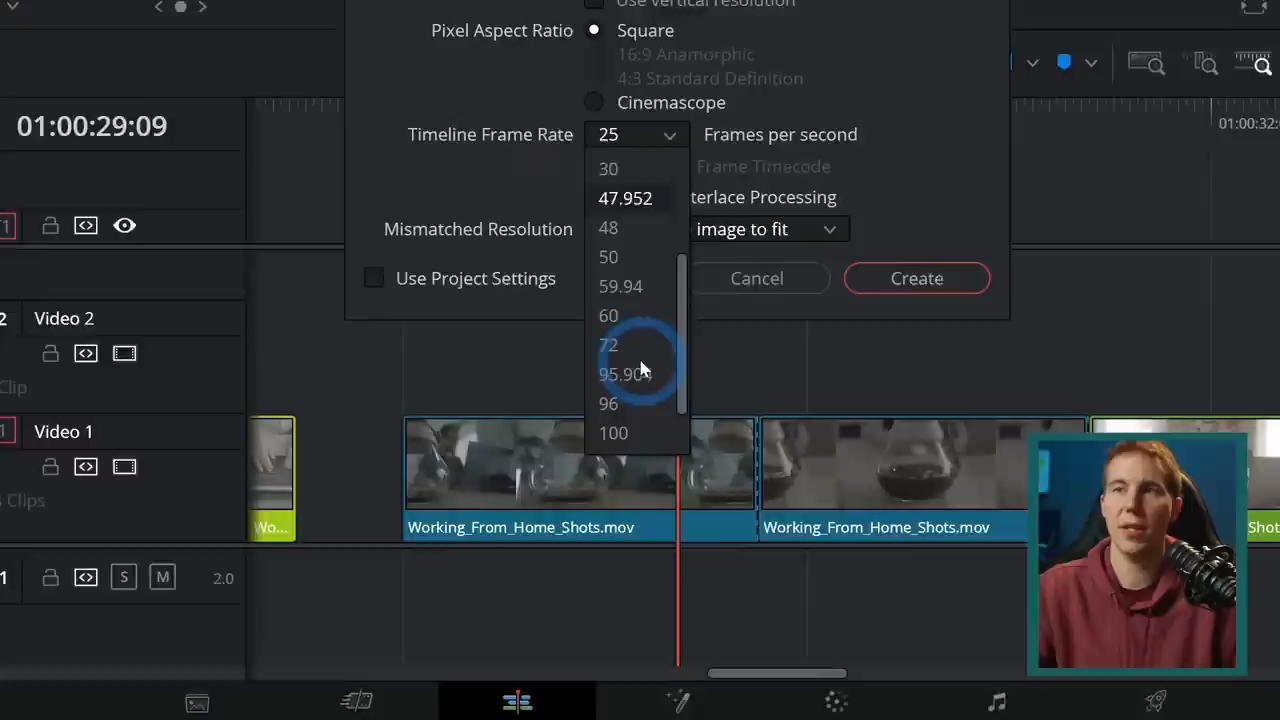 Use vertical resolution
Pixel Aspect Ratio Square
16:9 Anamorphic
4:3 Standard Definition
Cinemascope
01:00:29:09
01:00:32:
Timeline Frame Rate 25 Frames per second
30
Frame Timecode
47.952
terlace Processing
48
Mismatched Resolution image to fit
50
Use Project Settings
59.94
Cancel
Create
60
72
96
100
2 Video 2
Clip
1 Video 1
Clips
Wo...
Working_From_Home_Shots.mov
Working_From_Home_Shots.mov
Shot
1 S M 2.0